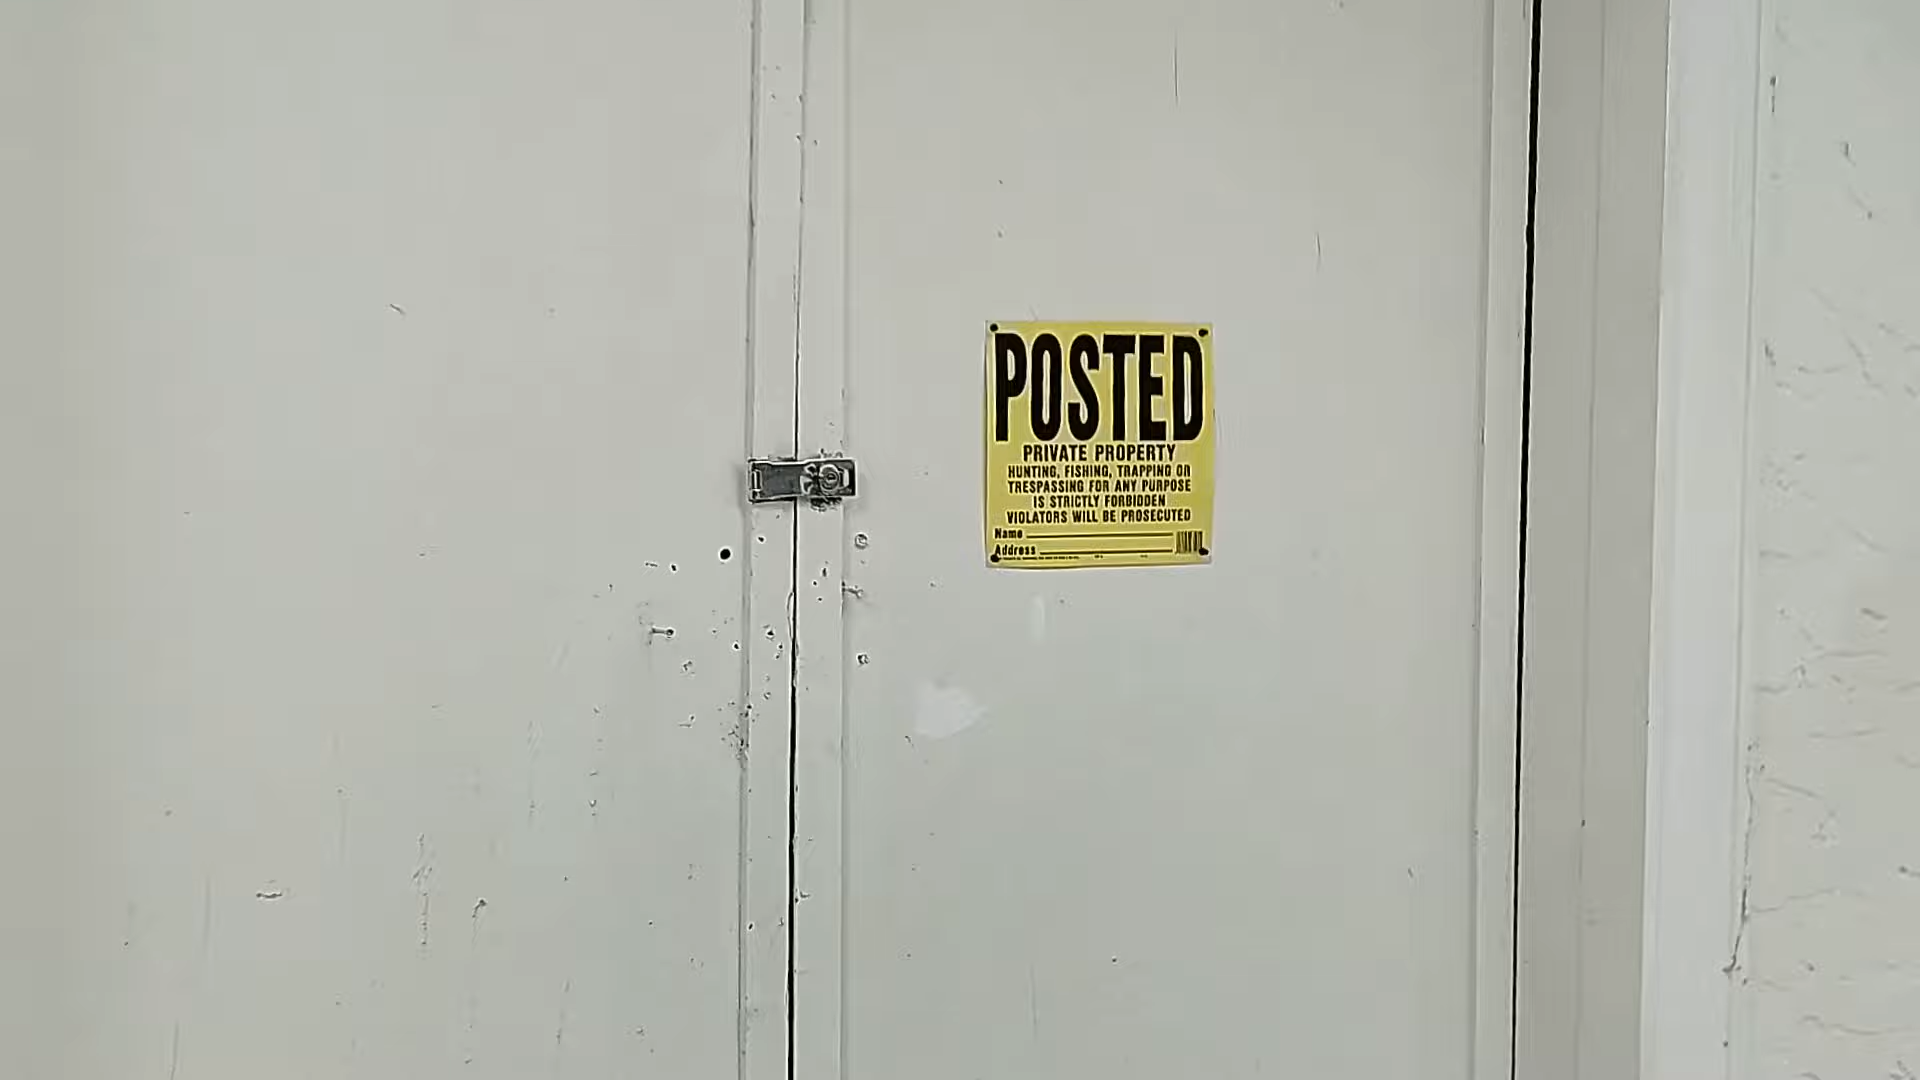 POSTED
PRIVATE PROPERTY
HUNTING, FISHING, TRAPPING OR
TRESPASSING FOR ANY PURPOSE
IS STRICTLY FORBIDDEN
VIOLATORS WILL BE PROSECUTED
Name
Address